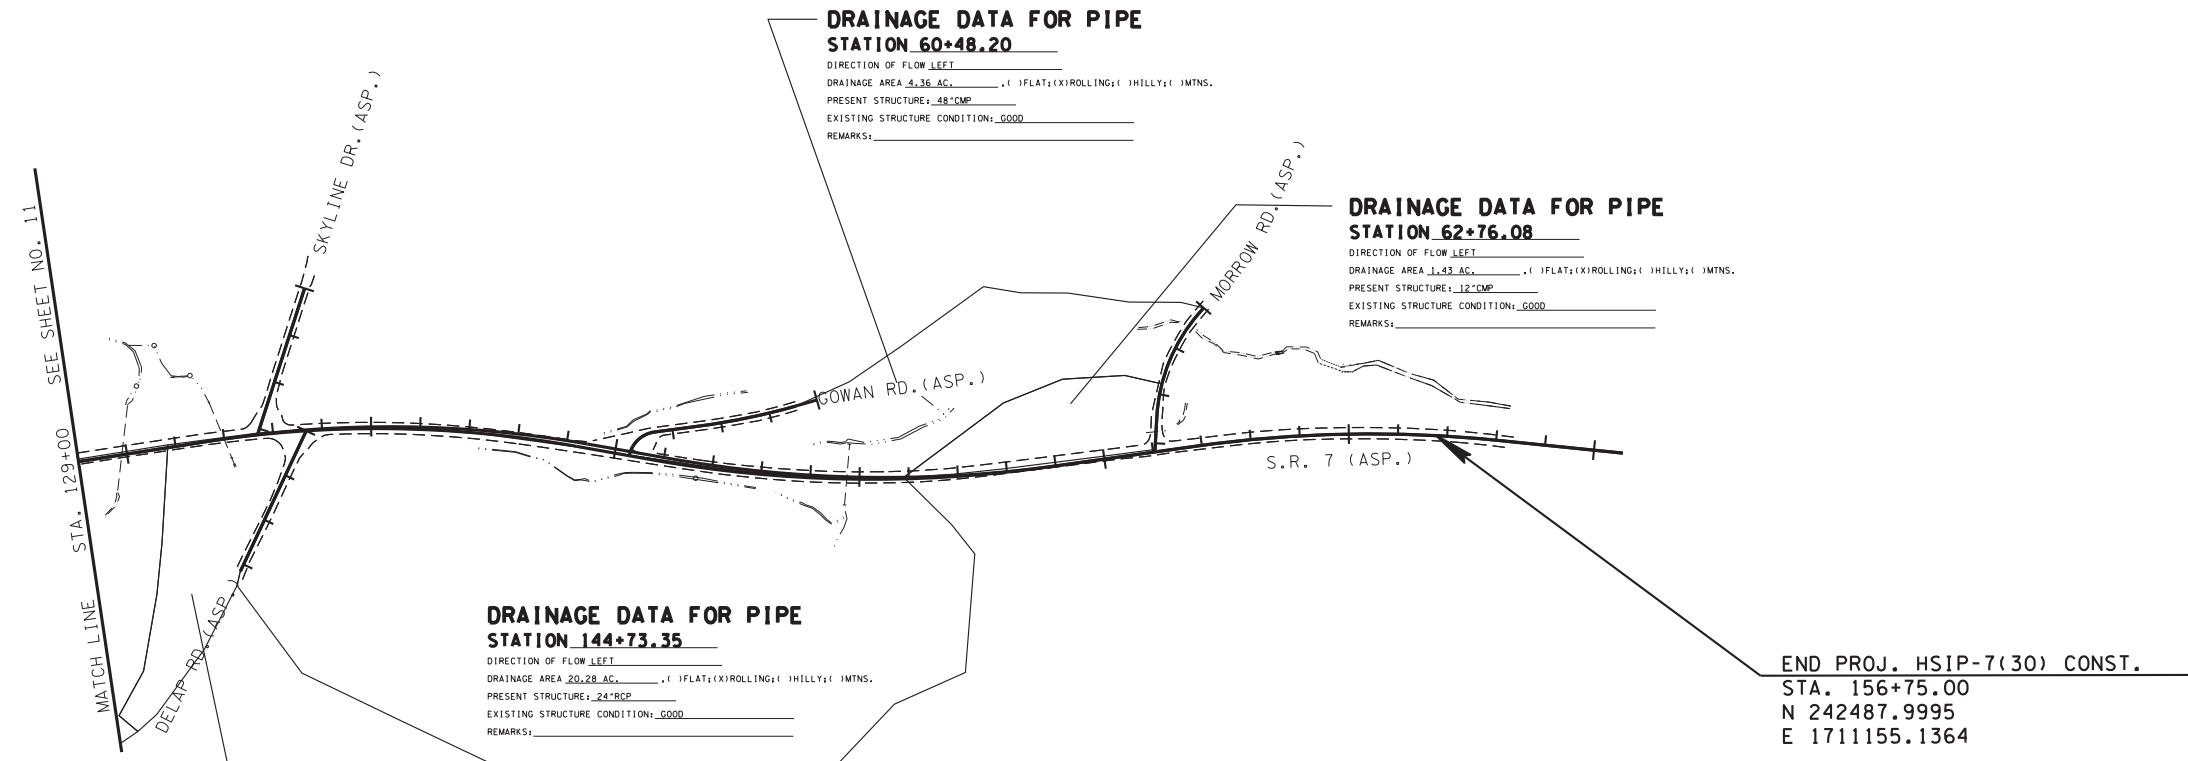 DRAINAGE DATA FOR PIPE
STATION 60+48.20
DIRECTION OF FLOW LEFT
DRAINAGE AREA 4.36 AC. ,( )FLAT;(X)ROLLING;( )HILLY;( )MTNS.
PRESENT STRUCTURE: 48"CMP
EXISTING STRUCTURE CONDITION: GOOD
REMARKS:
DRAINAGE DATA FOR PIPE
STATION 62+76.08
DIRECTION OF FLOW LEFT
DRAINAGE AREA 1.43 AC. ,( )FLAT;(X)ROLLING;( )HILLY;( )MTNS.
PRESENT STRUCTURE: 12"CMP
EXISTING STRUCTURE CONDITION: GOOD
REMARKS:
MATCH LINE STA. 129+00 SEE SHEET NO. 11
SKYLINE DR.(ASP.)
MORROW RD.(ASP.)
GOWAN RD.(ASP.)
S.R. 7 (ASP.)
DELAP RD.(ASP.)
DRAINAGE DATA FOR PIPE
STATION 144+73.35
DIRECTION OF FLOW LEFT
DRAINAGE AREA 20.28 AC. ,( )FLAT;(X)ROLLING;( )HILLY;( )MTNS.
PRESENT STRUCTURE: 24"RCP
EXISTING STRUCTURE CONDITION: GOOD
REMARKS:
END PROJ. HSIP-7(30) CONST.
STA. 156+75.00
N 242487.9995
E 1711155.1364